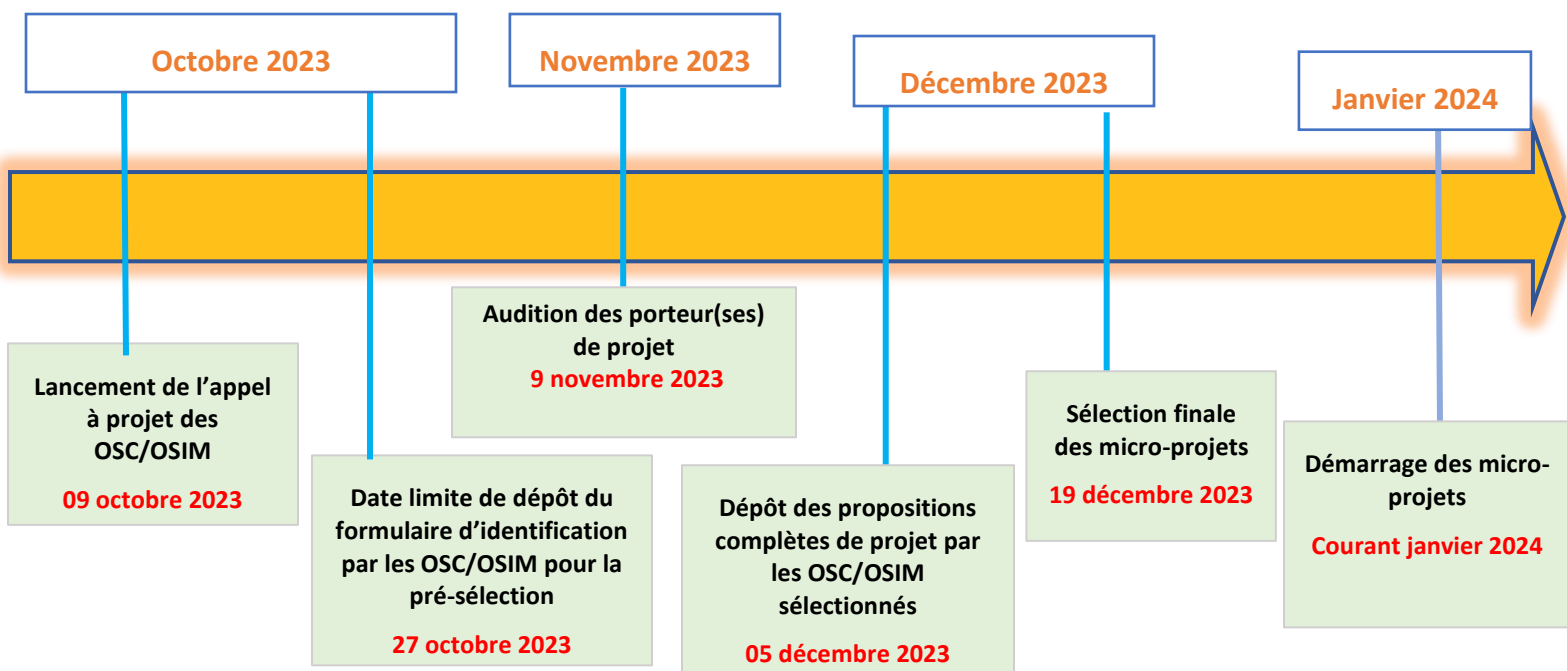 Octobre 2023
Novembre 2023
Décembre 2023
Janvier 2024
Lancement de l’appel
à projet des
OSC/OSIM
09 octobre 2023
Date limite de dépôt du
formulaire d’identification
par les OSC/OSIM pour la
pré-sélection
27 octobre 2023
Audition des porteur(ses)
de projet
9 novembre 2023
Dépôt des propositions
complètes de projet par
les OSC/OSIM
sélectionnés
05 décembre 2023
Sélection finale
des micro-projets
19 décembre 2023
Démarrage des micro-
projets
Courant janvier 2024